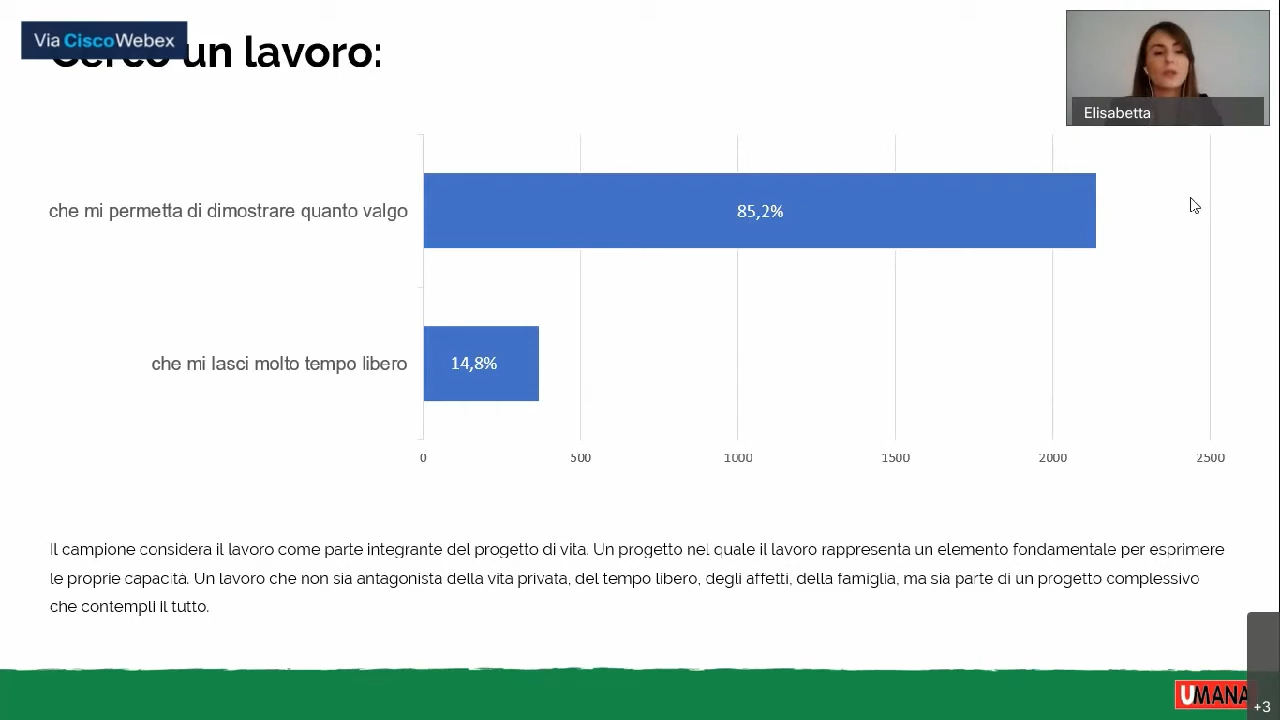 Via Cisco Webex
un lavoro:
Elisabetta
che mi permetta di dimostrare quanto valgo
85,2%
che mi lasci molto tempo libero
14,8%
0 500 1000 1500 2000 2500
Il campione considera il lavoro come parte integrante del progetto di vita. Un progetto nel quale il lavoro rappresenta un elemento fondamentale per esprimere
le proprie capacità. Un lavoro che non sia antagonista della vita privata, del tempo libero, degli affetti, della famiglia, ma sia parte di un progetto complessivo
che contempli il tutto.
UMANA
+3